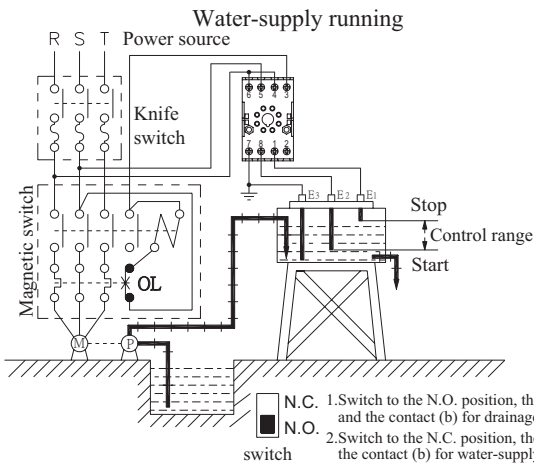 Water-supply running
R S T Power source
6 5 4 3
Knife
switch
7 8 1 2
E3 E2 E1
Stop
Control range
Start
Magnetic switch
OL
M P
N.C.
N.O.
switch
1.Switch to the N.O. position, th
and the contact (b) for drainage
2.Switch to the N.C. position, the
the contact (b) for water-supply